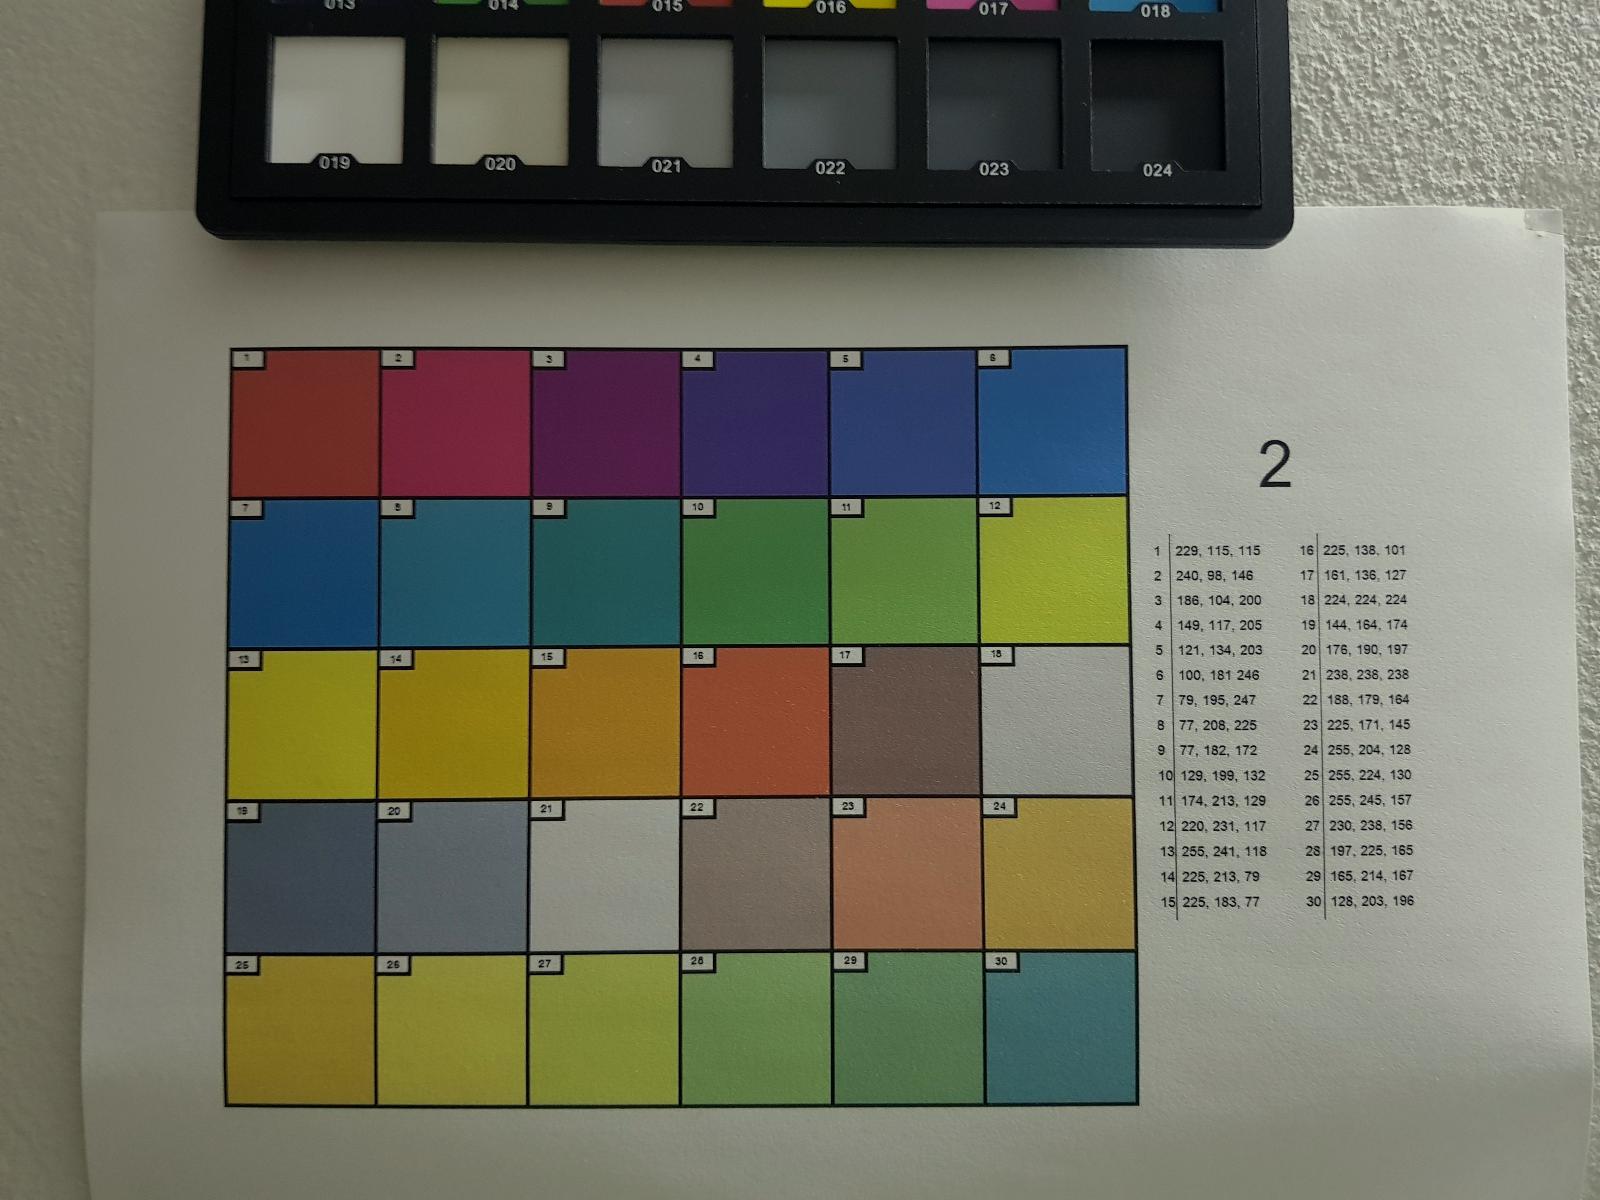 013 014 015 016 017 018
019 020 021 022 023 024
1 2 3 4 5 6
7 8 9 10 11 12
13 14 15 16 17 18
19 20 21 22 23 24
25 26 27 28 29 30
2
1 229, 115, 115 16 225, 138, 101
2 240, 98, 146 17 161, 136, 127
3 186, 104, 200 18 224, 224, 224
4 149, 117, 205 19 144, 164, 174
5 121, 134, 203 20 176, 190, 197
6 100, 181 246 21 238, 238, 238
7 79, 195, 247 22 188, 179, 164
8 77, 208, 225 23 225, 171, 145
9 77, 182, 172 24 255, 204, 128
10 129, 199, 132 25 255, 224, 130
11 174, 213, 129 26 255, 245, 157
12 220, 231, 117 27 230, 238, 156
13 255, 241, 118 28 197, 225, 165
14 225, 213, 79 29 165, 214, 167
15 225, 183, 77 30 128, 203, 196